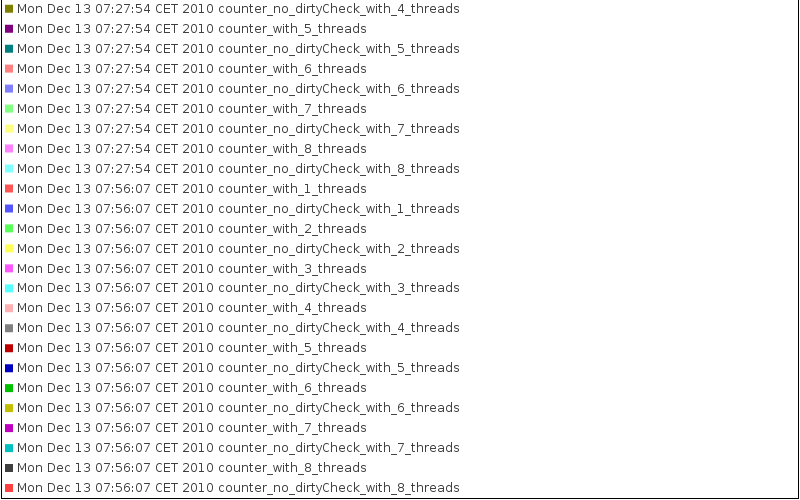 Mon Dec 13 07:27:54 CET 2010 counter_no_dirtyCheck_with_4_threads
Mon Dec 13 07:27:54 CET 2010 counter_with_5_threads
Mon Dec 13 07:27:54 CET 2010 counter_no_dirtyCheck_with_5_threads
Mon Dec 13 07:27:54 CET 2010 counter_with_6_threads
Mon Dec 13 07:27:54 CET 2010 counter_no_dirtyCheck_with_6_threads
Mon Dec 13 07:27:54 CET 2010 counter_with_7_threads
Mon Dec 13 07:27:54 CET 2010 counter_no_dirtyCheck_with_7_threads
Mon Dec 13 07:27:54 CET 2010 counter_with_8_threads
Mon Dec 13 07:27:54 CET 2010 counter_no_dirtyCheck_with_8_threads
Mon Dec 13 07:56:07 CET 2010 counter_with_1_threads
Mon Dec 13 07:56:07 CET 2010 counter_no_dirtyCheck_with_1_threads
Mon Dec 13 07:56:07 CET 2010 counter_with_2_threads
Mon Dec 13 07:56:07 CET 2010 counter_no_dirtyCheck_with_2_threads
Mon Dec 13 07:56:07 CET 2010 counter_with_3_threads
Mon Dec 13 07:56:07 CET 2010 counter_no_dirtyCheck_with_3_threads
Mon Dec 13 07:56:07 CET 2010 counter_with_4_threads
Mon Dec 13 07:56:07 CET 2010 counter_no_dirtyCheck_with_4_threads
Mon Dec 13 07:56:07 CET 2010 counter_with_5_threads
Mon Dec 13 07:56:07 CET 2010 counter_no_dirtyCheck_with_5_threads
Mon Dec 13 07:56:07 CET 2010 counter_with_6_threads
Mon Dec 13 07:56:07 CET 2010 counter_no_dirtyCheck_with_6_threads
Mon Dec 13 07:56:07 CET 2010 counter_with_7_threads
Mon Dec 13 07:56:07 CET 2010 counter_no_dirtyCheck_with_7_threads
Mon Dec 13 07:56:07 CET 2010 counter_with_8_threads
Mon Dec 13 07:56:07 CET 2010 counter_no_dirtyCheck_with_8_threads